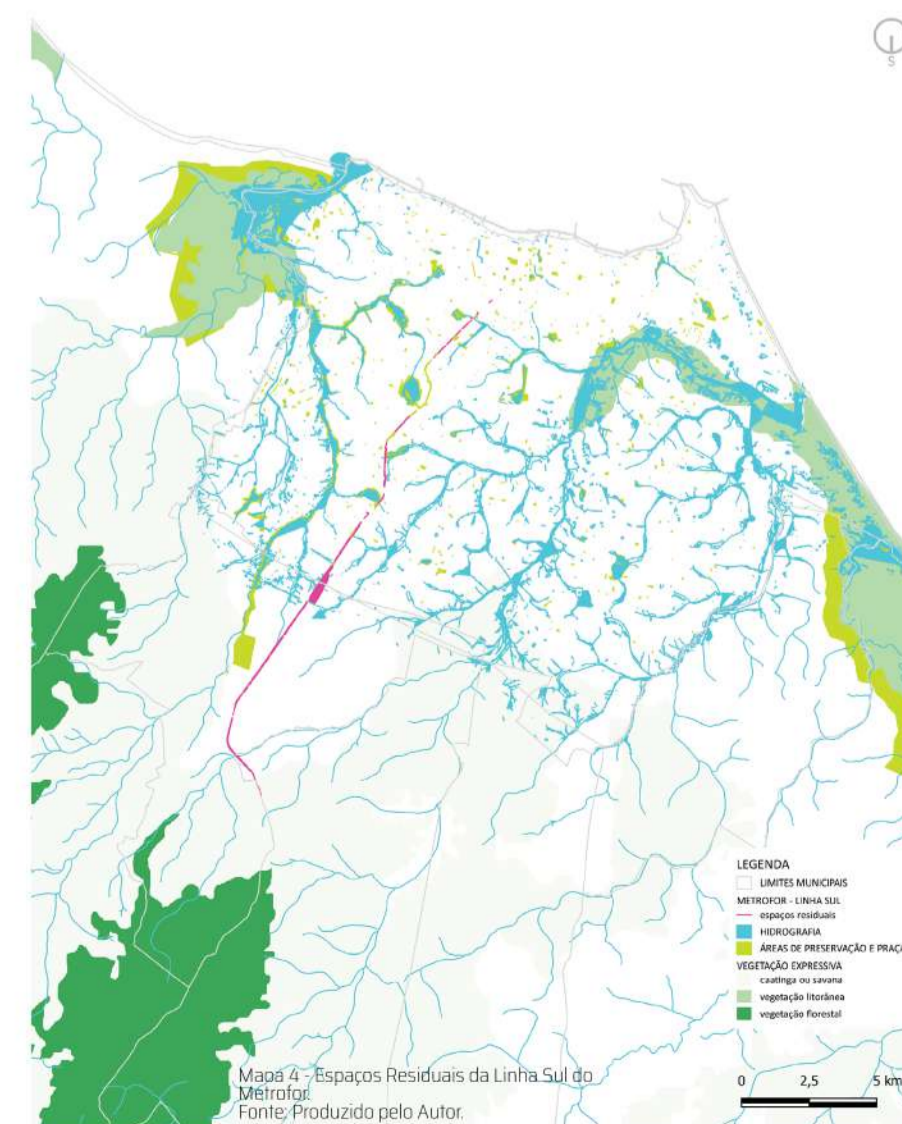 S
LEGENDA
LIMITES MUNICIPAIS
METROFOR - LINHA SUL
espaços residuais
HIDROGRAFIA
ÁREAS DE PRESERVAÇÃO E PRAÇA
VEGETAÇÃO EXPRESSIVA
caatinga ou savana
vegetação litorânea
vegetação florestal
0 2,5 5 km
Mapa 4 - Espaços Residuais da Linha Sul do
Metrofor.
Fonte: Produzido pelo Autor.